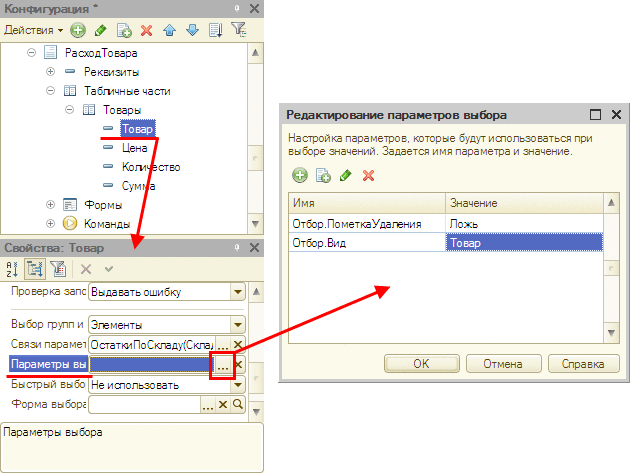 Конфигурация *
Действия
РасходТовара
Реквизиты
Табличные части
Товары
Товар
Цена
Количество
Сумма
Формы
Команды
Свойства: Товар
Проверка запо
Выдавать ошибку
Выбор групп и
Элементы
Связи парамет
ОстаткиПоСкладу(Склад
Параметры вы
...
Быстрый выбо
Не использовать
Форма выбора
Параметры выбора
Редактирование параметров выбора
Настройка параметров, которые будут использоваться при
выборе значений. Задается имя параметра и значение.
Имя Значение
Отбор.ПометкаУдаления Ложь
Отбор.Вид Товар
OK Отмена Справка